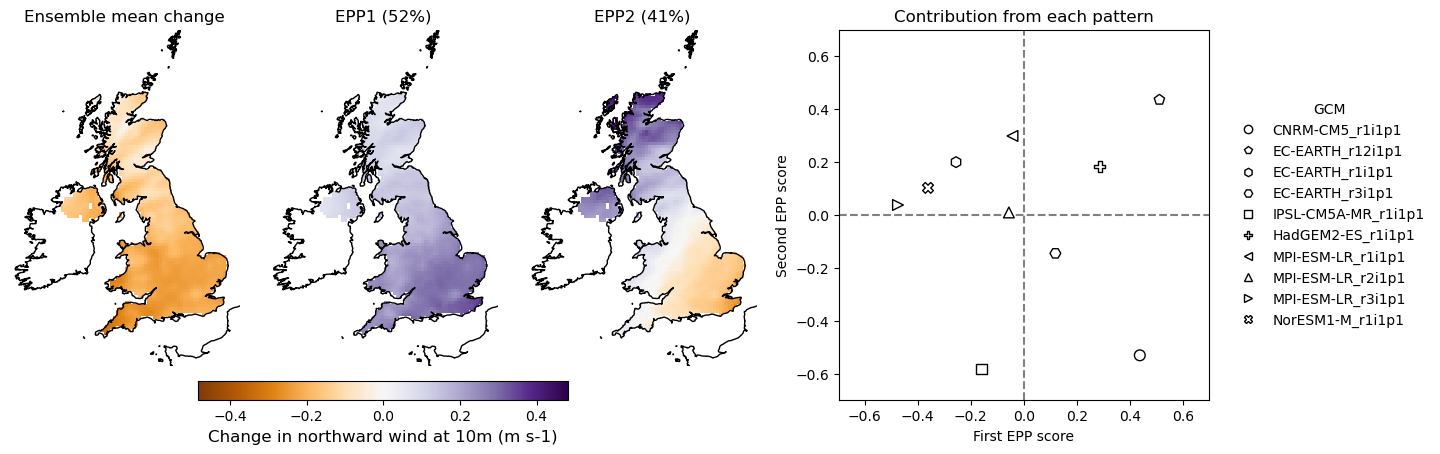 Ensemble mean change
EPP1 (52%)
EPP2 (41%)
Contribution from each pattern
−0.4
−0.2
0.0
0.2
0.4
Change in northward wind at 10m (m s-1)
Second EPP score
0.6
0.4
0.2
0.0
−0.2
−0.4
−0.6
−0.6
−0.4
−0.2
0.0
0.2
0.4
0.6
First EPP score
GCM
CNRM-CM5_r1i1p1
EC-EARTH_r12i1p1
EC-EARTH_r1i1p1
EC-EARTH_r3i1p1
IPSL-CM5A-MR_r1i1p1
HadGEM2-ES_r1i1p1
MPI-ESM-LR_r1i1p1
MPI-ESM-LR_r2i1p1
MPI-ESM-LR_r3i1p1
NorESM1-M_r1i1p1